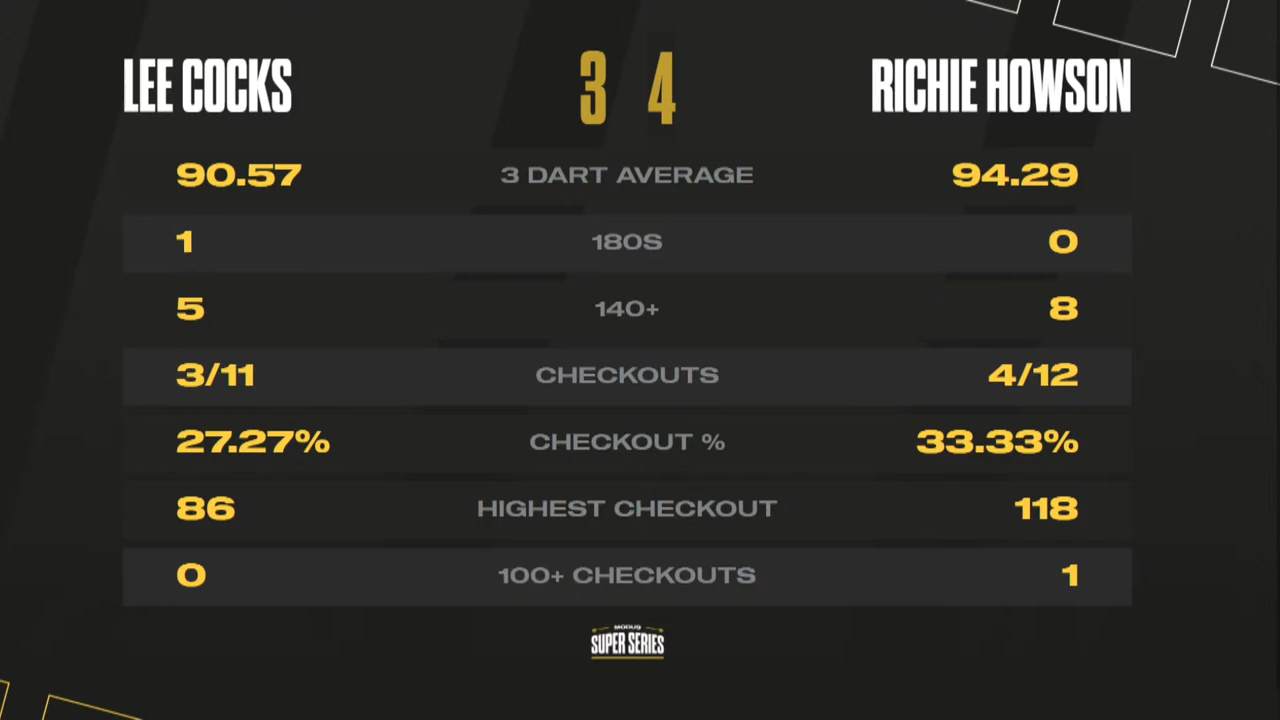 LEE COCKS 3 4 RICHIE HOWSON
90.57 3 DART AVERAGE 94.29
1 180S 0
5 140+ 8
3/11 CHECKOUTS 4/12
27.27% CHECKOUT % 33.33%
86 HIGHEST CHECKOUT 118
0 100+ CHECKOUTS 1
MODUS
SUPER SERIES